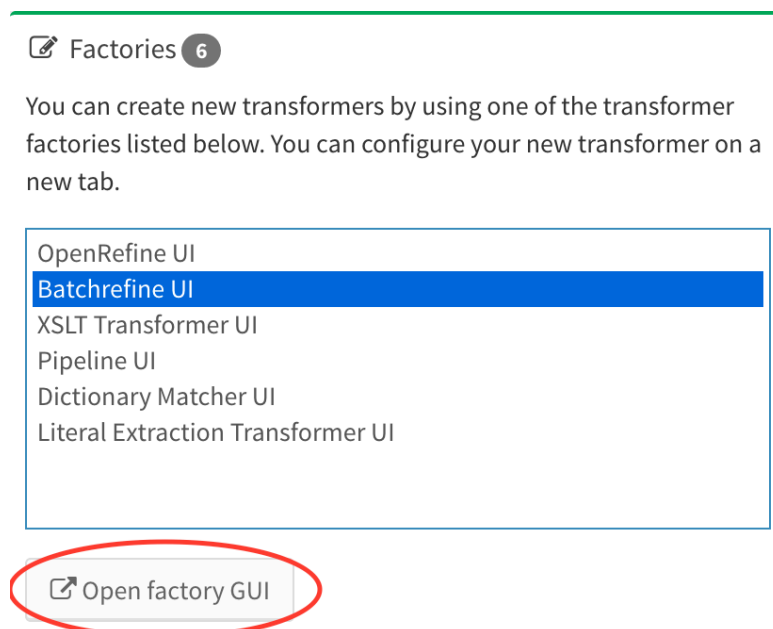 Factories 6
You can create new transformers by using one of the transformer
factories listed below. You can configure your new transformer on a
new tab.
OpenRefine UI
Batchrefine UI
XSLT Transformer UI
Pipeline UI
Dictionary Matcher UI
Literal Extraction Transformer UI
Open factory GUI